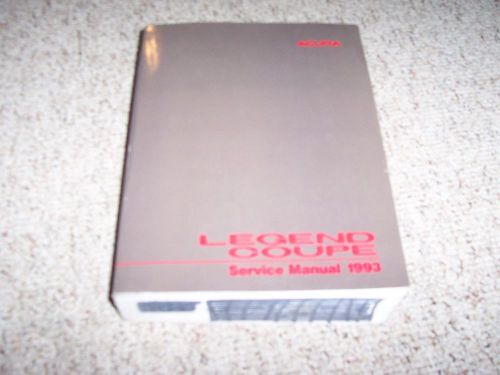 ACURA
LEGEND
COUPE
Service Manual 1993